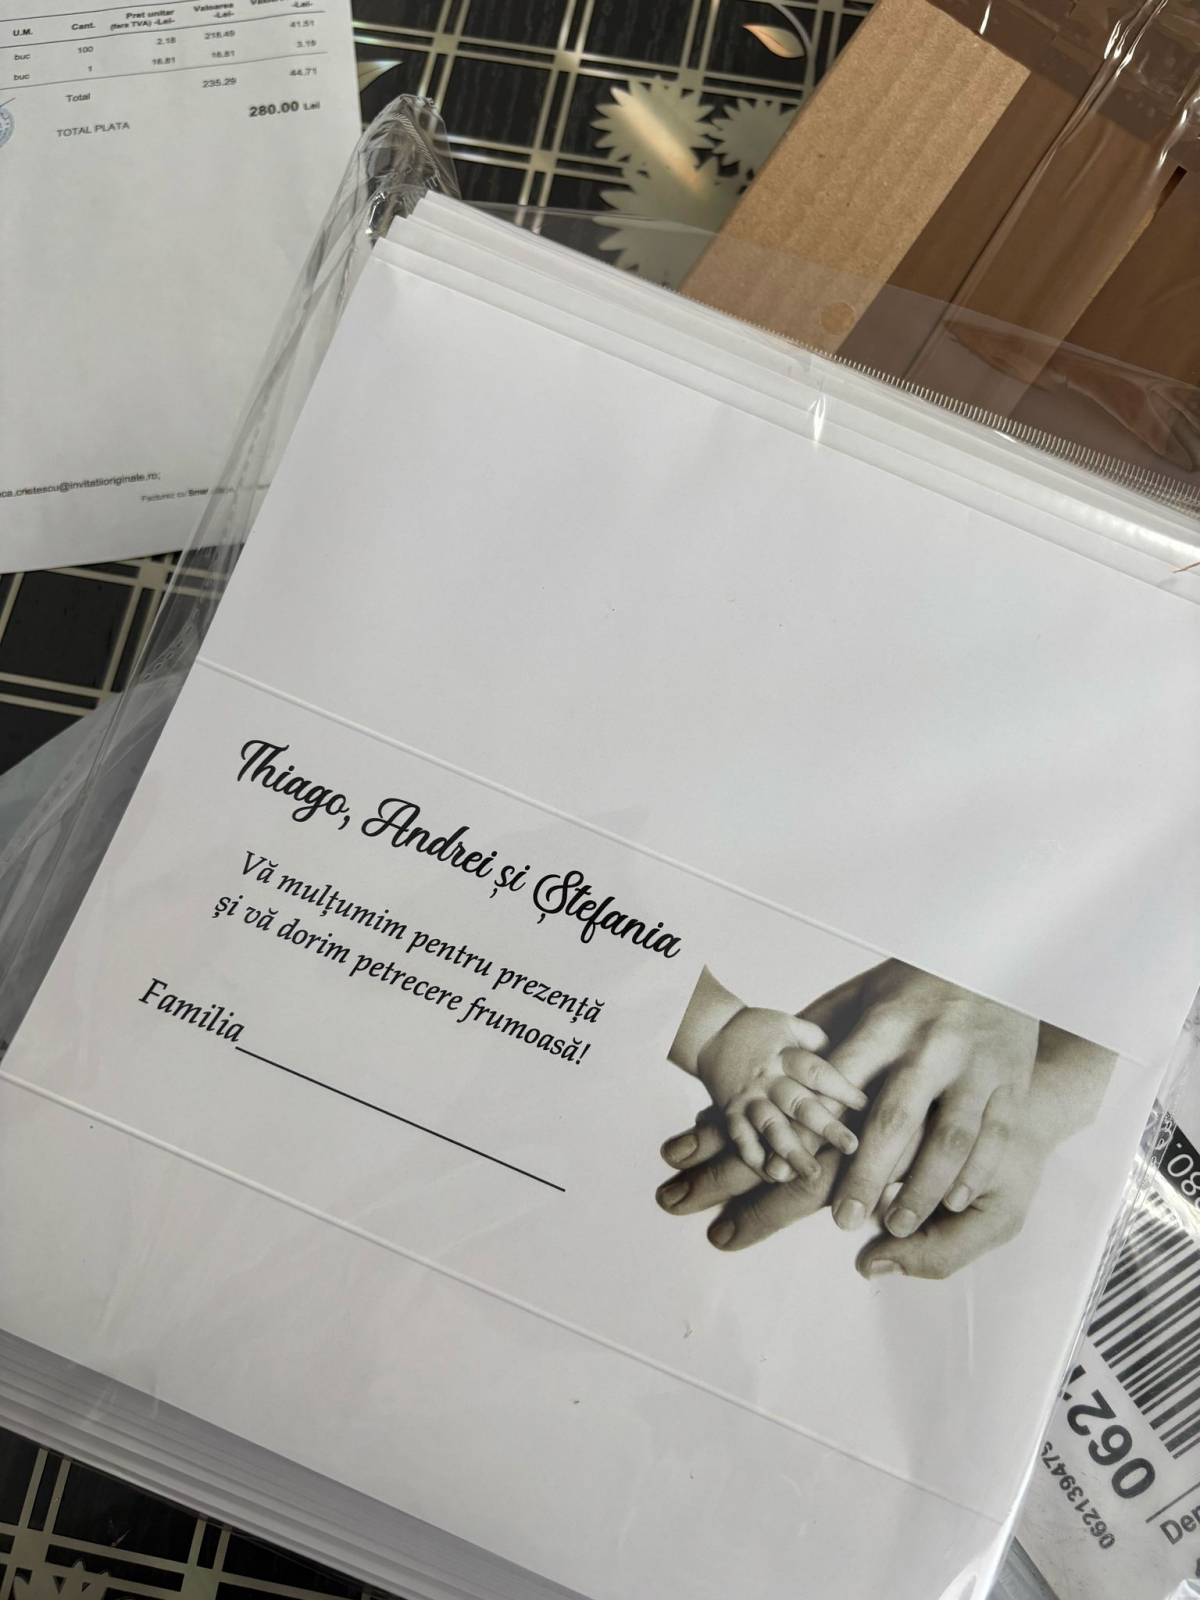 U.M. Cant. Pret unitar (fara TVA) -Lei- Valoarea -Lei- -Lei-
buc 100 2.18 218.49 41.51
buc 1 16.81 16.81 3.19
Total 235.29 44.71
TOTAL PLATA 280.00 Lei
ca.cristescu@invitatiioriginale.ro;
Thiago, Andrei și Ștefania
Vă mulțumim pentru prezență
și vă dorim petrecere frumoasă!
Familia